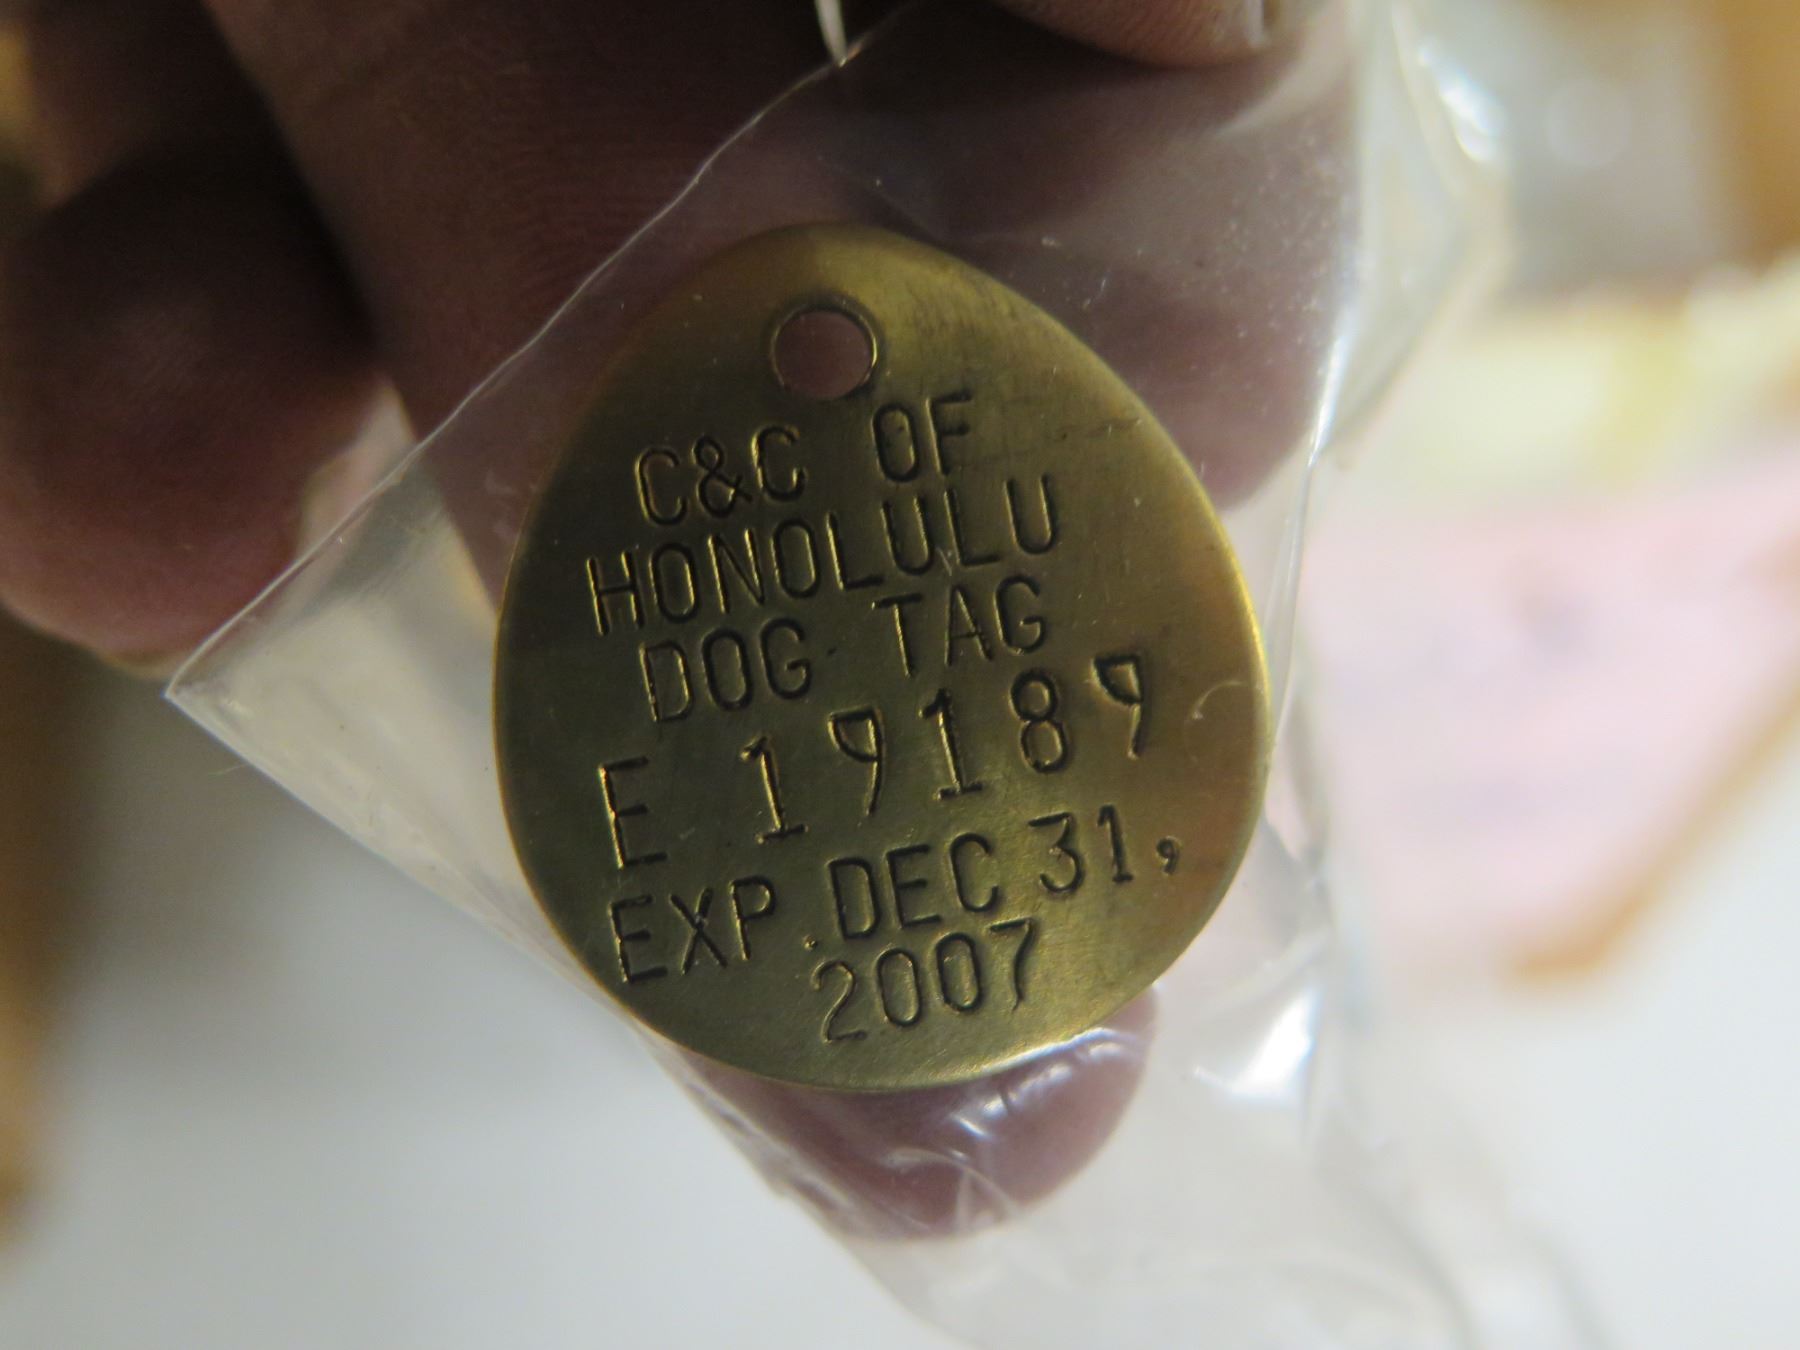 C&C OF
HONOLULU
DOG TAG
E 19189
EXP. DEC 31,
2007